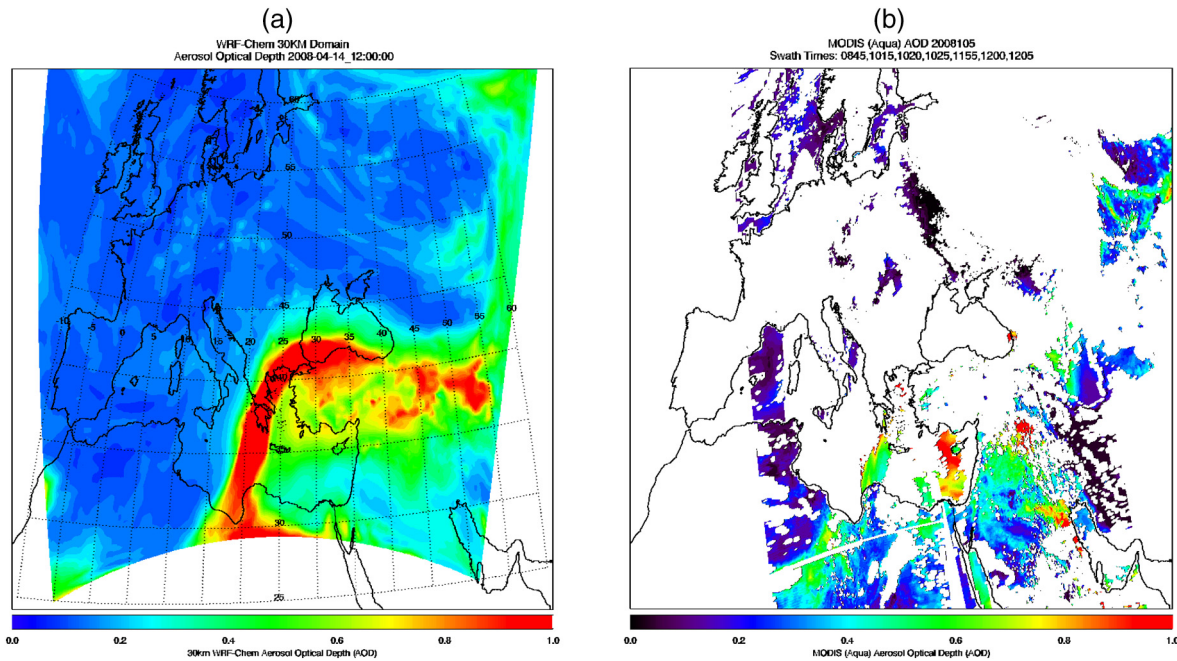 (a)
WRF-Chem 30KM Domain
Aerosol Optical Depth 2008-04-14_12:00:00
60
55
50
45
60
55
50
45
40
35
30
25
20
15
10
5
0
-5
-10
40
30
25
0.0 0.2 0.4 0.6 0.8 1.0
30km WRF-Chem Aerosol Optical Depth (AOD)
(b)
MODIS (Aqua) AOD 2008105
Swath Times: 0845,1015,1020,1025,1155,1200,1205
0.0 0.2 0.4 0.6 0.8 1.0
MODIS (Aqua) Aerosol Optical Depth (AOD)